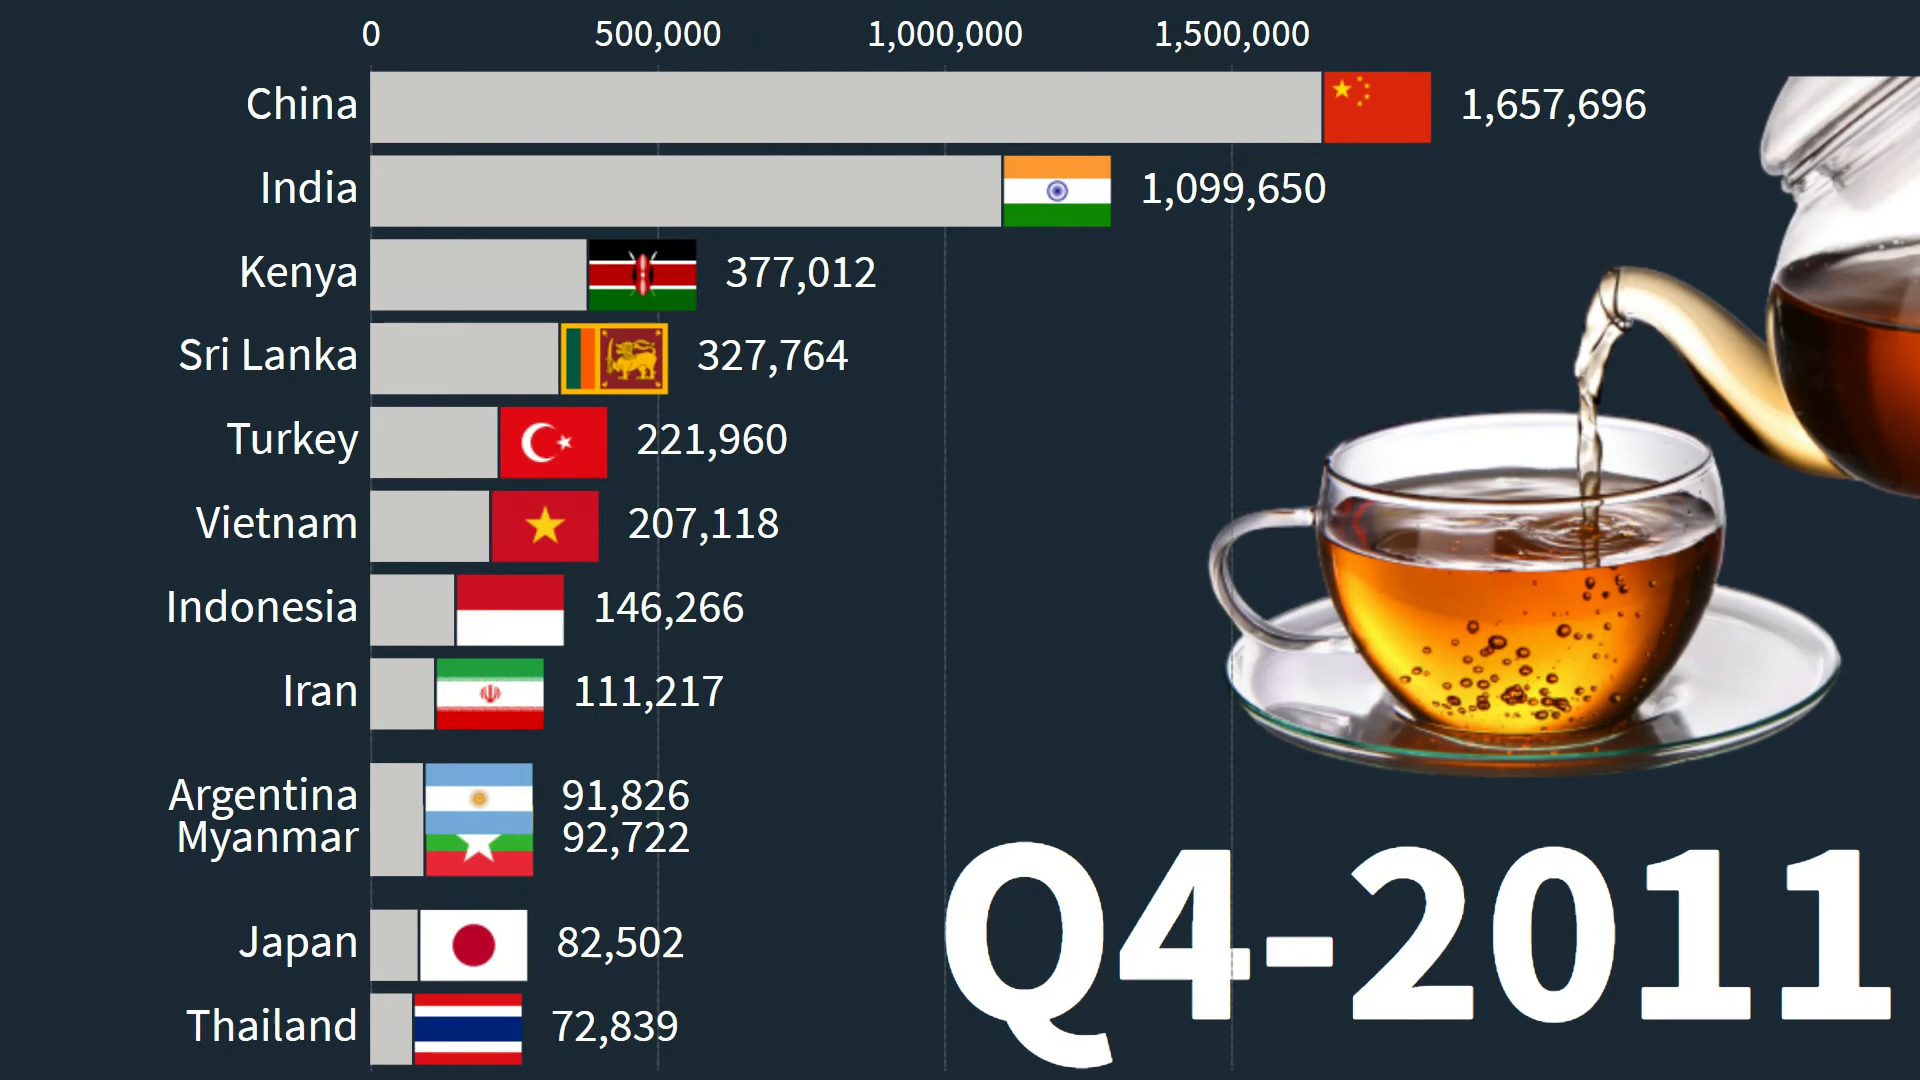 0 500,000 1,000,000 1,500,000
China 1,657,696
India 1,099,650
Kenya 377,012
Sri Lanka 327,764
Turkey 221,960
Vietnam 207,118
Indonesia 146,266
Iran 111,217
Argentina 91,826
Myanmar 92,722
Japan 82,502
Thailand 72,839
Q4-2011